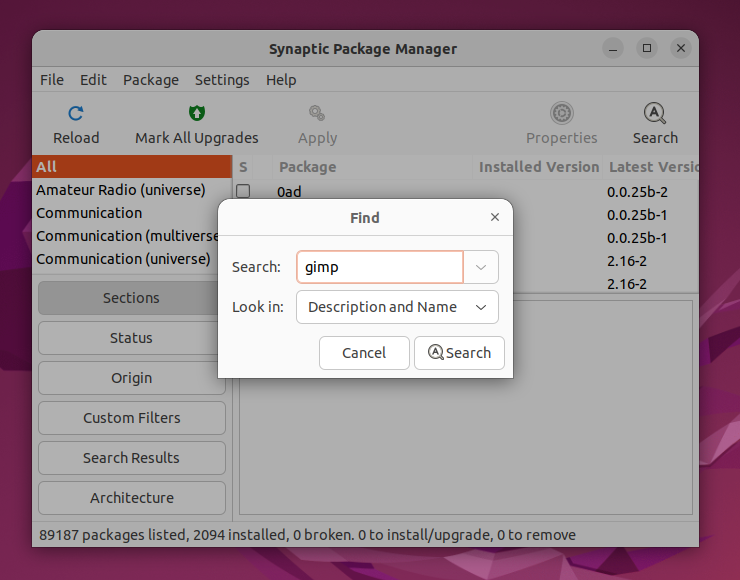 Synaptic Package Manager
File Edit Package Settings Help
Reload Mark All Upgrades Apply Properties Search
All
S Package Installed Version Latest Versio
Amateur Radio (universe)
0ad 0.0.25b-2
Communication
0.0.25b-1
Communication (multiverse
0.0.25b-1
Communication (universe)
2.16-2
2.16-2
Find
Search: gimp
Look in: Description and Name
Cancel Search
Sections
Status
Origin
Custom Filters
Search Results
Architecture
89187 packages listed, 2094 installed, 0 broken. 0 to install/upgrade, 0 to remove